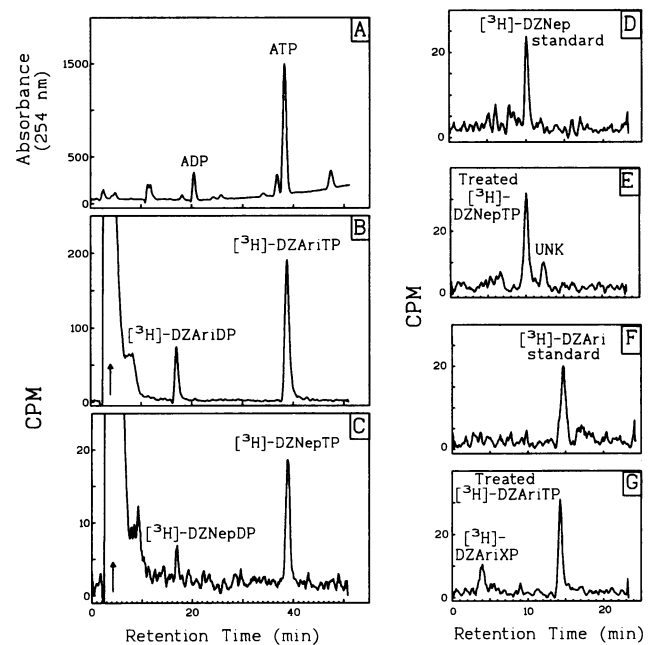 A
ATP
ADP
1500
500
0
Absorbance
(254 nm)
B
[³H]-DZAriTP
[³H]-DZAriDP
200
100
0
CPM
C
[³H]-DZNepTP
[³H]-DZNepDP
20
10
0
0 20 40
Retention Time (min)
D
[³H]-DZNep
standard
20
0
E
Treated
[³H]-
DZNepTP
UNK
20
0
CPM
F
[³H]-DZAri
standard
20
0
G
Treated
[³H]-DZAriTP
[³H]-
DZAriXP
20
0
0 10 20
Retention Time (min)